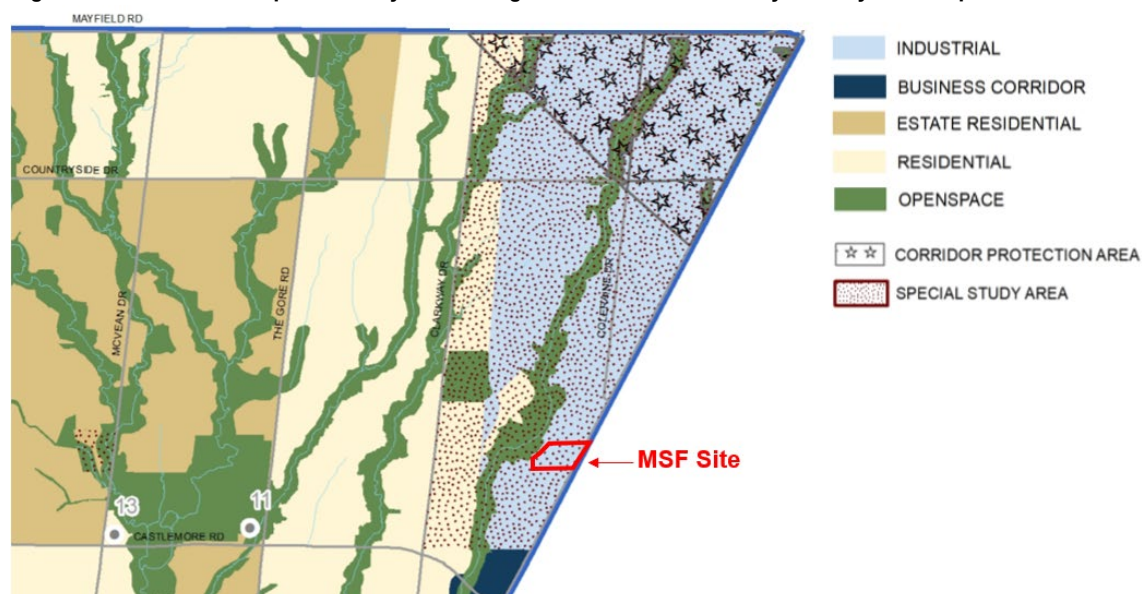 MAYFIELD RD
COUNTRYSIDE DR
MCVEAN DR
THE GORE RD
CLARKWAY DR
COLERAINE DR
13
11
CASTLEMORE RD
MSF Site
INDUSTRIAL
BUSINESS CORRIDOR
ESTATE RESIDENTIAL
RESIDENTIAL
OPENSPACE
CORRIDOR PROTECTION AREA
SPECIAL STUDY AREA